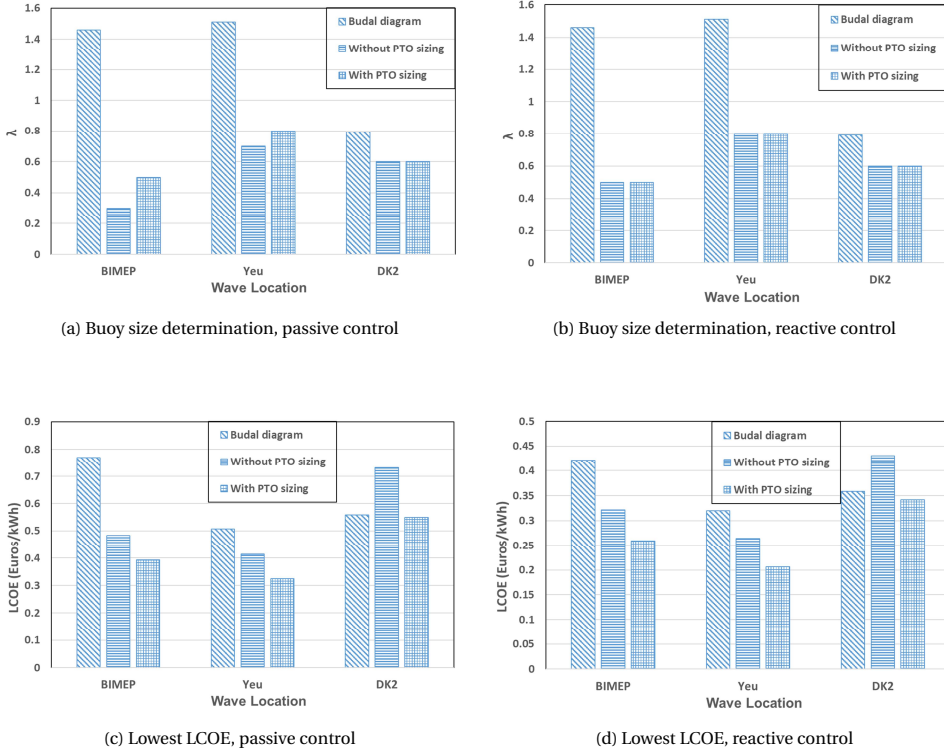 1.6
1.4
1.2
1
0.8
0.6
0.4
0.2
0
λ
Budal diagram
Without PTO sizing
With PTO sizing
BIMEP
Yeu
DK2
Wave Location
(a) Buoy size determination, passive control
1.6
1.4
1.2
1
0.8
0.6
0.4
0.2
0
λ
Budal diagram
Without PTO sizing
With PTO sizing
BIMEP
Yeu
DK2
Wave Location
(b) Buoy size determination, reactive control
0.9
0.8
0.7
0.6
0.5
0.4
0.3
0.2
0.1
0
LCOE (Euros/kWh)
Budal diagram
Without PTO sizing
With PTO sizing
BIMEP
Yeu
DK2
Wave Location
(c) Lowest LCOE, passive control
0.5
0.45
0.4
0.35
0.3
0.25
0.2
0.15
0.1
0.05
0
LCOE (Euros/kWh)
Budal diagram
Without PTO sizing
With PTO sizing
BIMEP
Yeu
DK2
Wave Location
(d) Lowest LCOE, reactive control